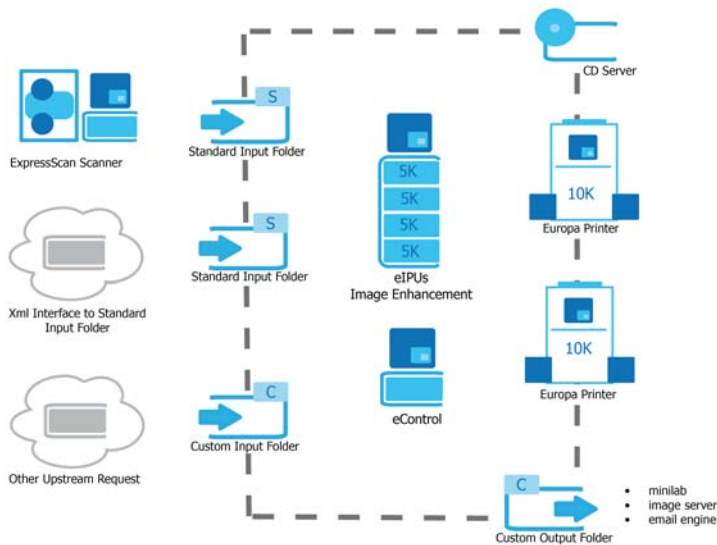 CD Server
S
ExpressScan Scanner
Standard Input Folder
5K
5K
5K
5K
eIPUs
Image Enhancement
10K
Europa Printer
S
Standard Input Folder
Xml Interface to Standard
Input Folder
10K
Europa Printer
eControl
C
Custom Input Folder
Other Upstream Request
C
Custom Output Folder
• minilab
• image server
• email engine